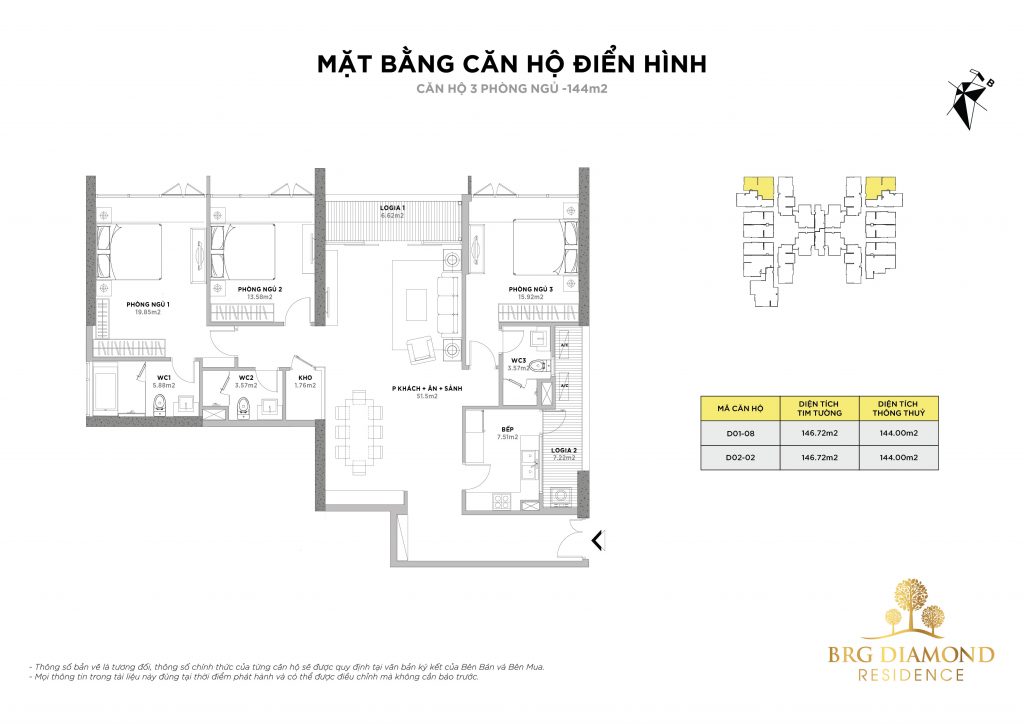 MẶT BẰNG CĂN HỘ ĐIỂN HÌNH
CĂN HỘ 3 PHÒNG NGỦ -144m2
B
LOGIA 1
6.62m2
PHÒNG NGỦ 1
19.85m2
PHÒNG NGỦ 2
13.58m2
PHÒNG NGỦ 3
15.92m2
A/C
WC3
3.57m2
A/C
WC1
5.88m2
WC2
3.57m2
KHO
1.76m2
P KHÁCH + ĂN + SẢNH
51.5m2
BẾP
7.51m2
LOGIA 2
7.22m2
MÃ CĂN HỘ DIỆN TÍCH TIM TƯỜNG DIỆN TÍCH THÔNG THUỶ
D01-08 146.72m2 144.00m2
D02-02 146.72m2 144.00m2
BRG DIAMOND
RESIDENCE
- Thông số bản vẽ là tương đối, thông số chính thức của từng căn hộ sẽ được quy định tại văn bản ký kết của Bên Bán và Bên Mua.
- Mọi thông tin trong tài liệu này đúng tại thời điểm phát hành và có thể được điều chỉnh mà không cần báo trước.